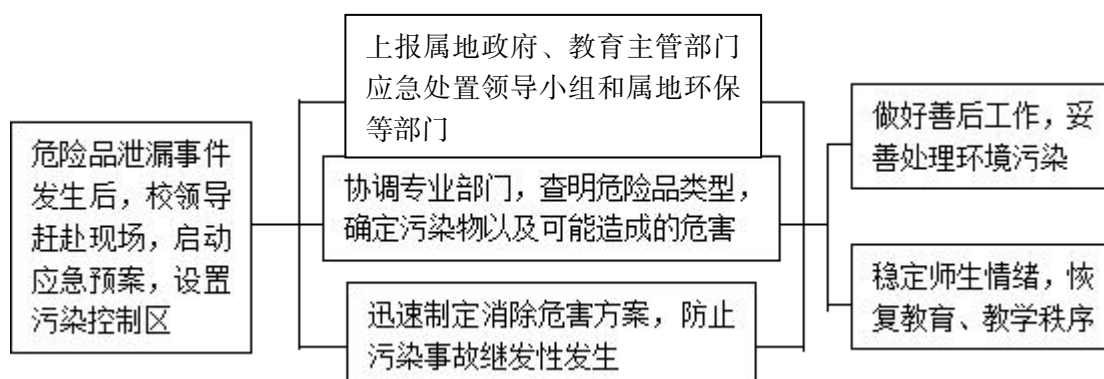 危险品泄漏事件
发生后，校领导
赶赴现场，启动
应急预案，设置
污染控制区
上报属地政府、教育主管部门
应急处置领导小组和属地环保
等部门
协调专业部门，查明危险品类型，
确定污染物以及可能造成的危害
迅速制定消除危害方案，防止
污染事故继发性发生
做好善后工作，妥
善处理环境污染
稳定师生情绪，恢
复教育、教学秩序